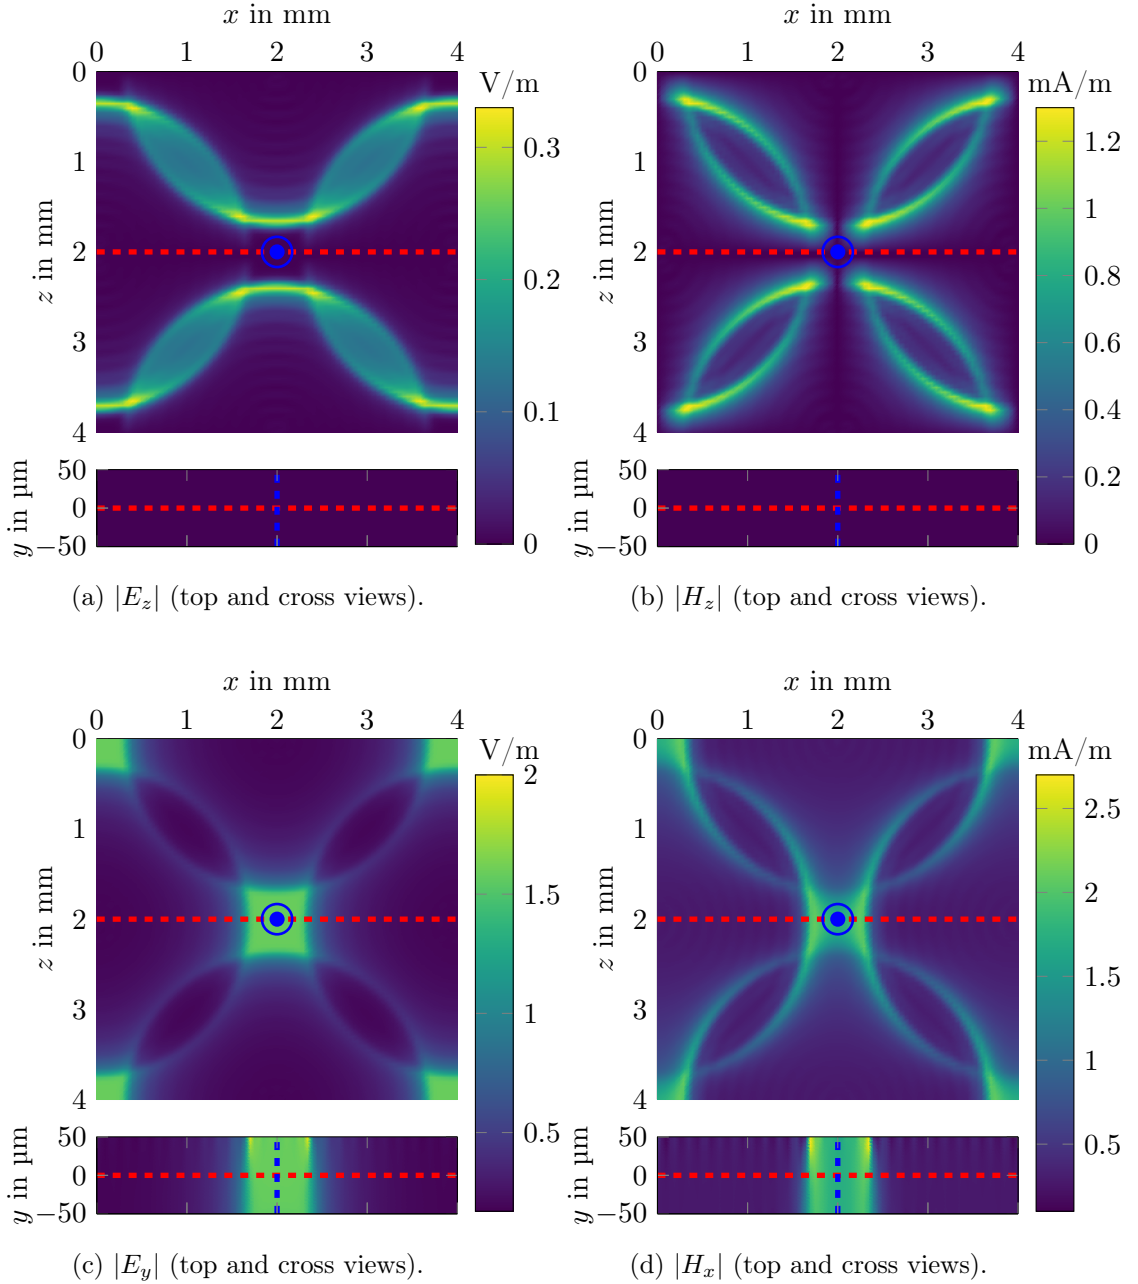 x in mm x in mm
0 1 2 3 4 0 1 2 3 4
0 V/m 0 mA/m
1 0.3 1 1.2
z in mm 2 0.2 z in mm 2 1
3 0.1 3 0.8
4 0 4 0.6
0.4
0.2
0
y in µm 50 0 −50 y in µm 50 0 −50
(a) |E_z| (top and cross views). (b) |H_z| (top and cross views).
x in mm x in mm
0 1 2 3 4 0 1 2 3 4
0 V/m 0 mA/m
1 2 1 2.5
z in mm 2 1.5 z in mm 2 2
3 1 3 1.5
4 0.5 4 1
0.5
y in µm 50 0 −50 y in µm 50 0 −50
(c) |E_y| (top and cross views). (d) |H_x| (top and cross views).